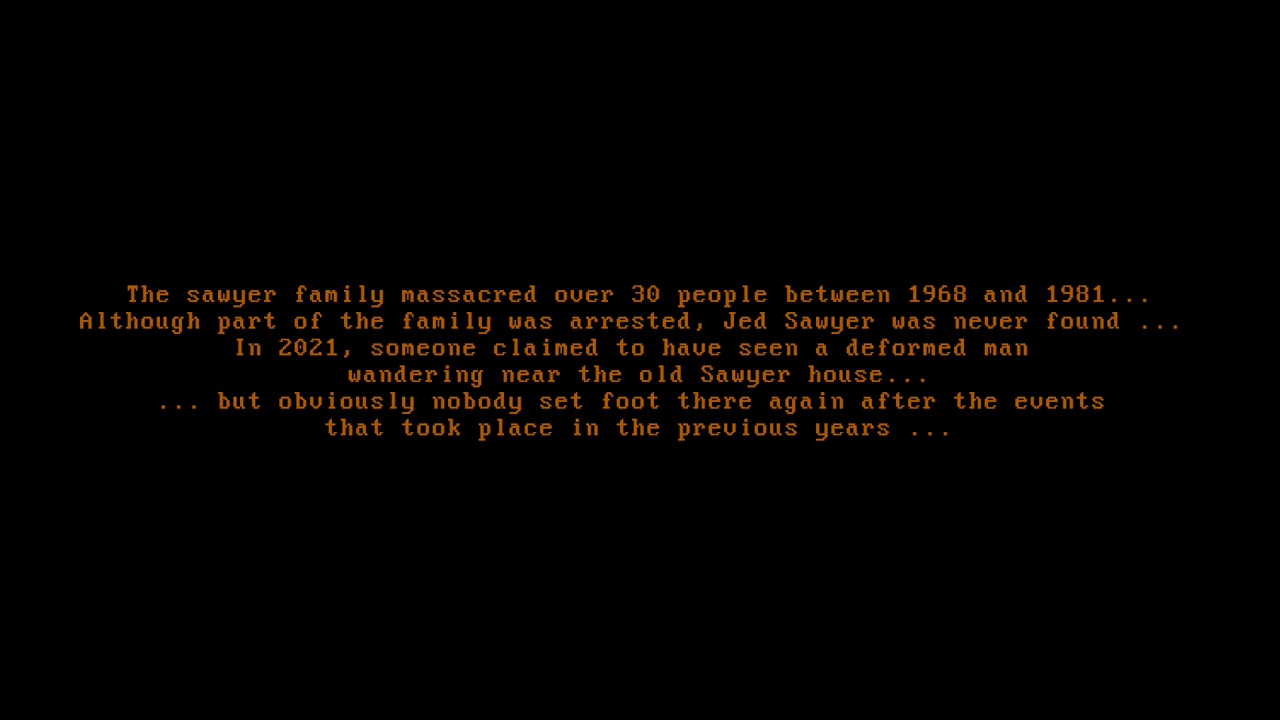 The sawyer family massacred over 30 people between 1968 and 1981...
Although part of the family was arrested, Jed Sawyer was never found ...
In 2021, someone claimed to have seen a deformed man
wandering near the old Sawyer house...
... but obviously nobody set foot there again after the events
that took place in the previous years ...